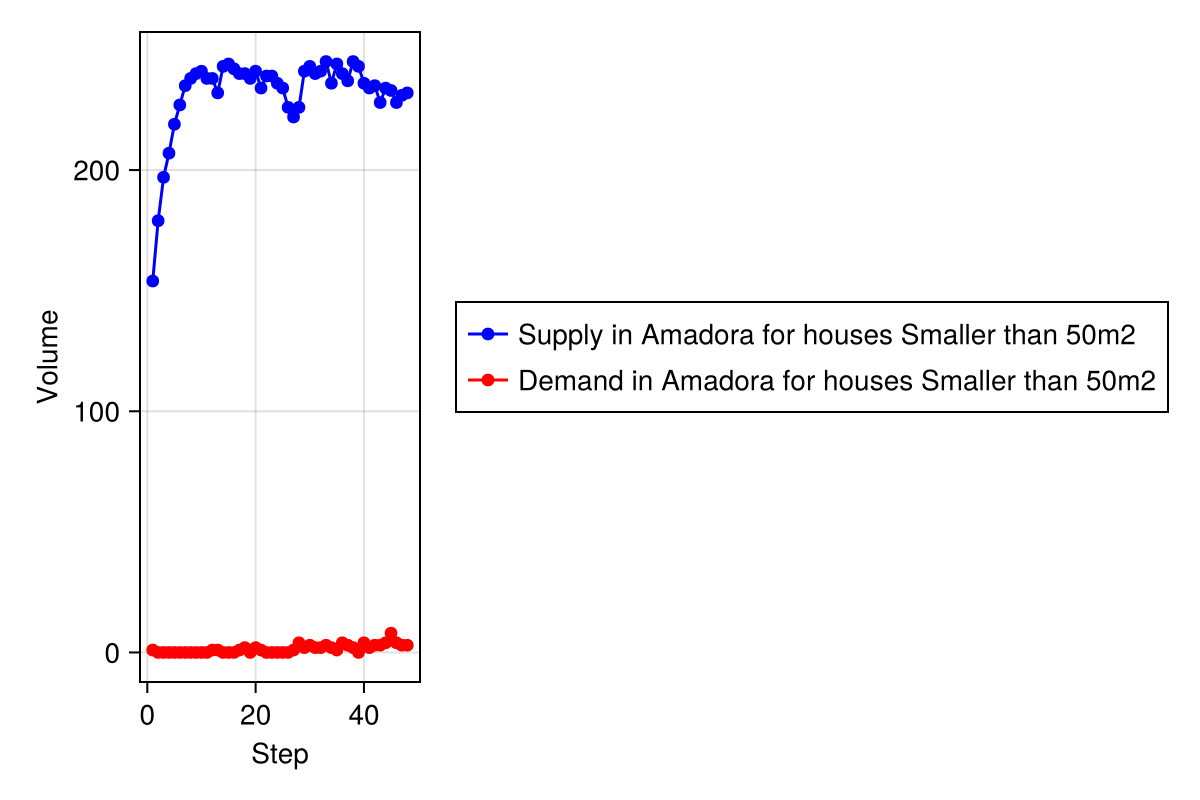 Volume
200
100
0
0 20 40
Step
Supply in Amadora for houses Smaller than 50m2
Demand in Amadora for houses Smaller than 50m2